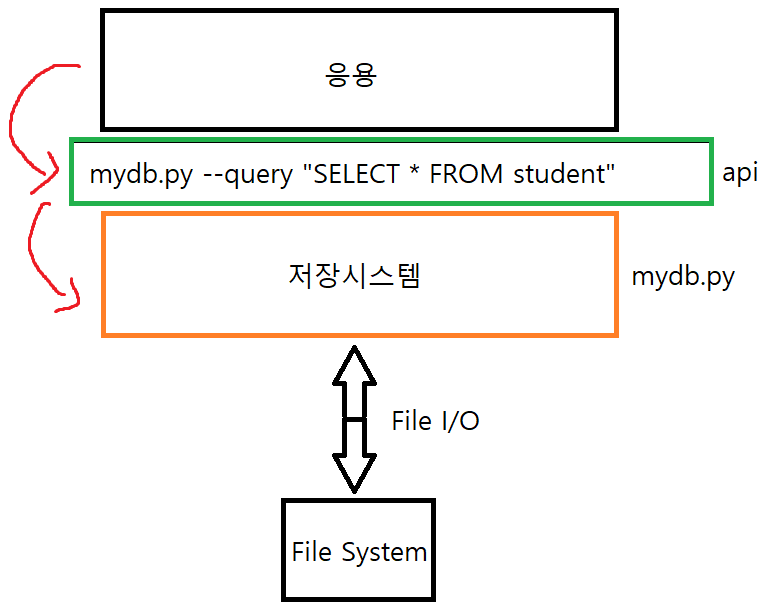 응용
mydb.py --query "SELECT * FROM student"
api
저장시스템
mydb.py
File I/O
File System